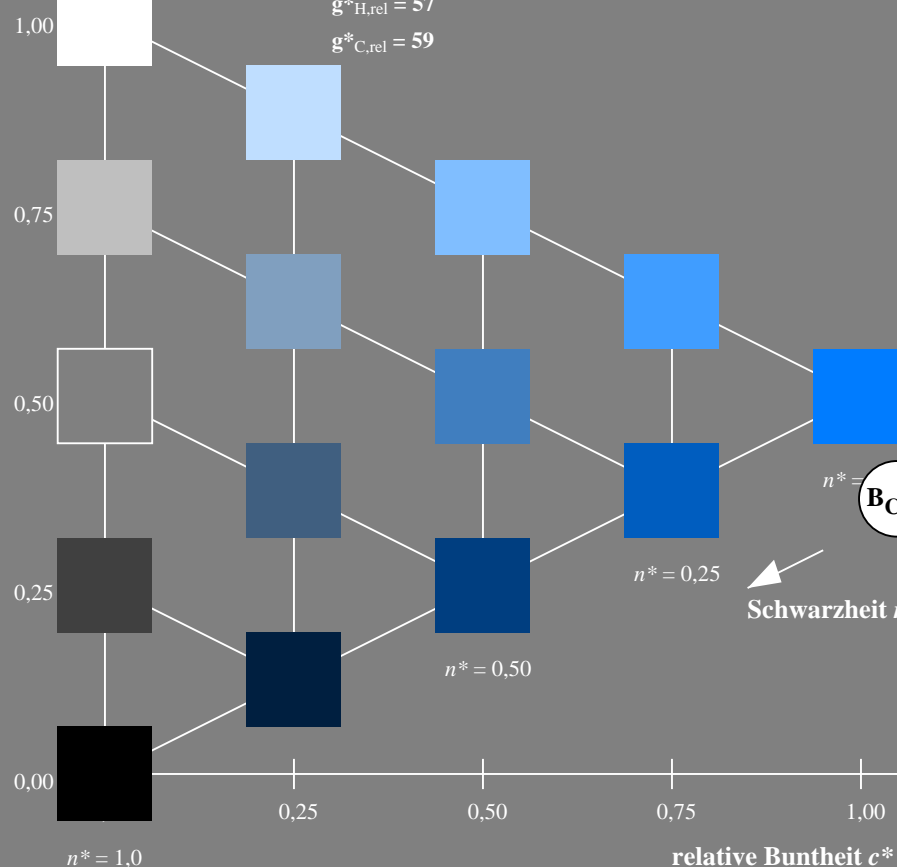 g*H,rel = 57
1,00
g*C,rel = 59
0,75
0,50
n* =
BC
n* = 0,25
0,25
Schwarzheit
n* = 0,50
0,00
0,25
0,50
0,75
1,00
n* = 1,0
relative Buntheit c*